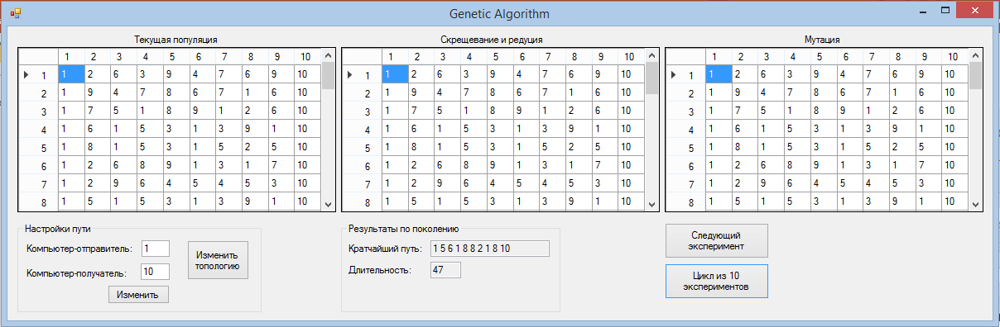 Genetic Algorithm
Текущая популяция Скрещевание и редуция Мутация
1 2 3 4 5 6 7 8 9 10 1 2 3 4 5 6 7 8 9 10 1 2 3 4 5 6 7 8 9 10
1 1 2 6 3 9 4 7 6 9 10 1 1 2 6 3 9 4 7 6 9 10 1 1 2 6 3 9 4 7 6 9 10
2 1 9 4 7 8 6 7 1 6 10 2 1 9 4 7 8 6 7 1 6 10 2 1 9 4 7 8 6 7 1 6 10
3 1 7 5 1 8 9 1 2 6 10 3 1 7 5 1 8 9 1 2 6 10 3 1 7 5 1 8 9 1 2 6 10
4 1 6 1 5 3 1 3 9 1 10 4 1 6 1 5 3 1 3 9 1 10 4 1 6 1 5 3 1 3 9 1 10
5 1 8 1 5 3 1 5 2 5 10 5 1 8 1 5 3 1 5 2 5 10 5 1 8 1 5 3 1 5 2 5 10
6 1 2 6 8 9 1 3 1 7 10 6 1 2 6 8 9 1 3 1 7 10 6 1 2 6 8 9 1 3 1 7 10
7 1 2 9 6 4 5 4 5 3 10 7 1 2 9 6 4 5 4 5 3 10 7 1 2 9 6 4 5 4 5 3 10
8 1 5 1 5 3 1 3 9 1 10 8 1 5 1 5 3 1 3 9 1 10 8 1 5 1 5 3 1 3 9 1 10
Настройки пути
Компьютер-отправитель: 1
Компьютер-получатель: 10
Изменить
Изменить
топологию
Результаты по поколению
Кратчайший путь: 1 5 6 1 8 8 2 1 8 10
Длительность: 47
Следующий
эксперимент
Цикл из 10
экспериментов